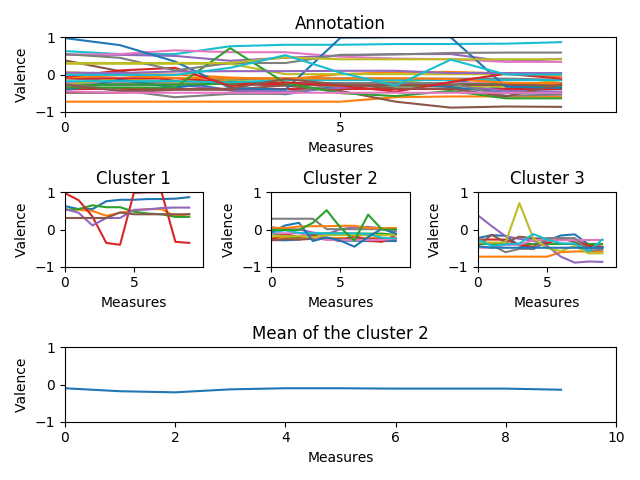 Annotation
Valence
1
0
−1
0
5
Measures
Cluster 1
Cluster 2
Cluster 3
Valence
1
0
−1
0
5
Measures
Valence
1
0
−1
0
5
Measures
Valence
1
0
−1
0
5
Measures
Mean of the cluster 2
Valence
1
0
−1
0
2
4
6
8
10
Measures